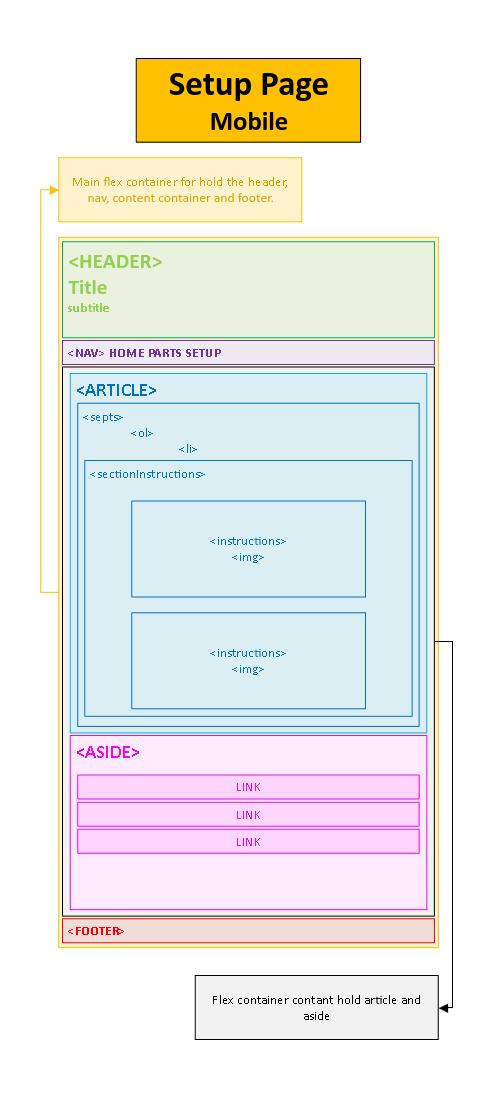 Setup Page
Mobile
Main flex container for hold the header,
nav, content container and footer.
<HEADER>
Title
subtitle
<NAV> HOME PARTS SETUP
<ARTICLE>
<septs>
<ol>
<li>
<sectionInstructions>
<instructions>
<img>
<instructions>
<img>
<ASIDE>
LINK
LINK
LINK
<FOOTER>
Flex container contant hold article and
aside